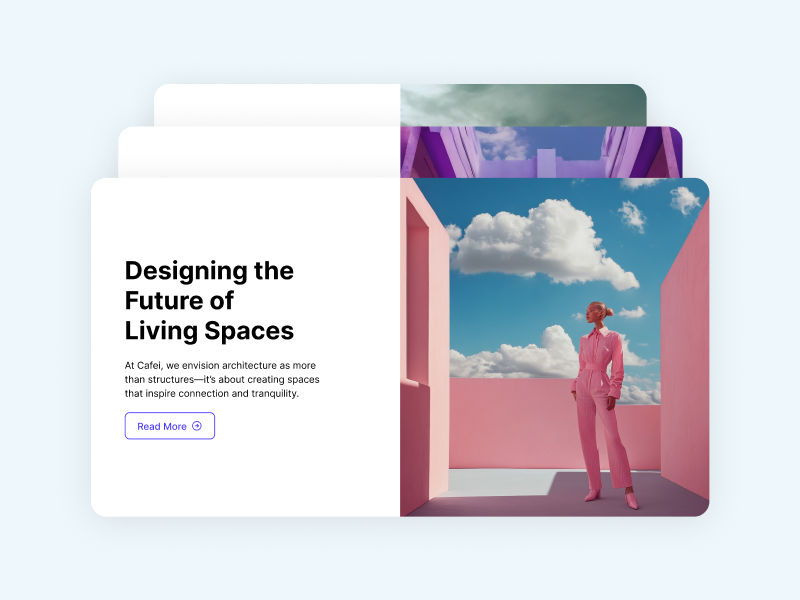 Designing the
Future of
Living Spaces
At Cafei, we envision architecture as more
than structures—it's about creating spaces
that inspire connection and tranquility.
Read More